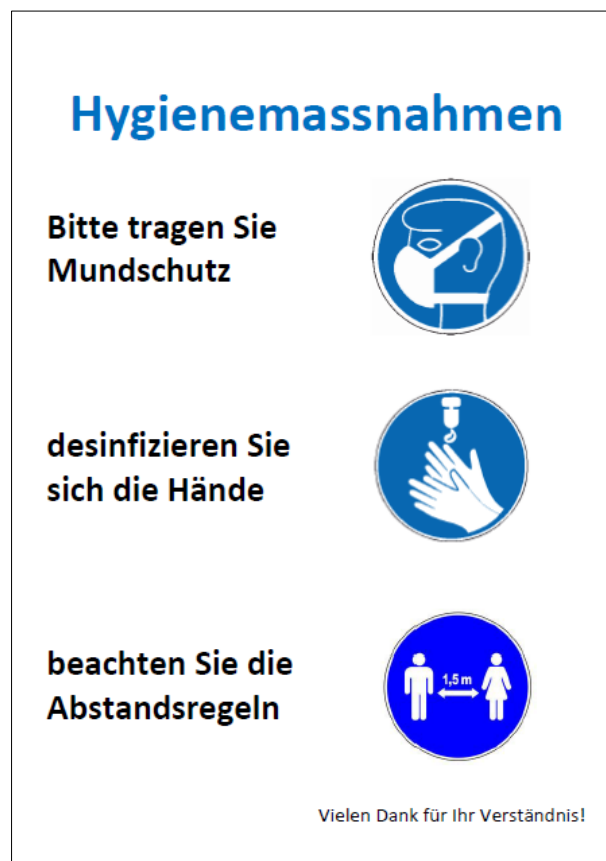 Hygienemassnahmen
Bitte tragen Sie
Mundschutz
desinfizieren Sie
sich die Hände
beachten Sie die
Abstandsregeln
1,5 m
Vielen Dank für Ihr Verständnis!